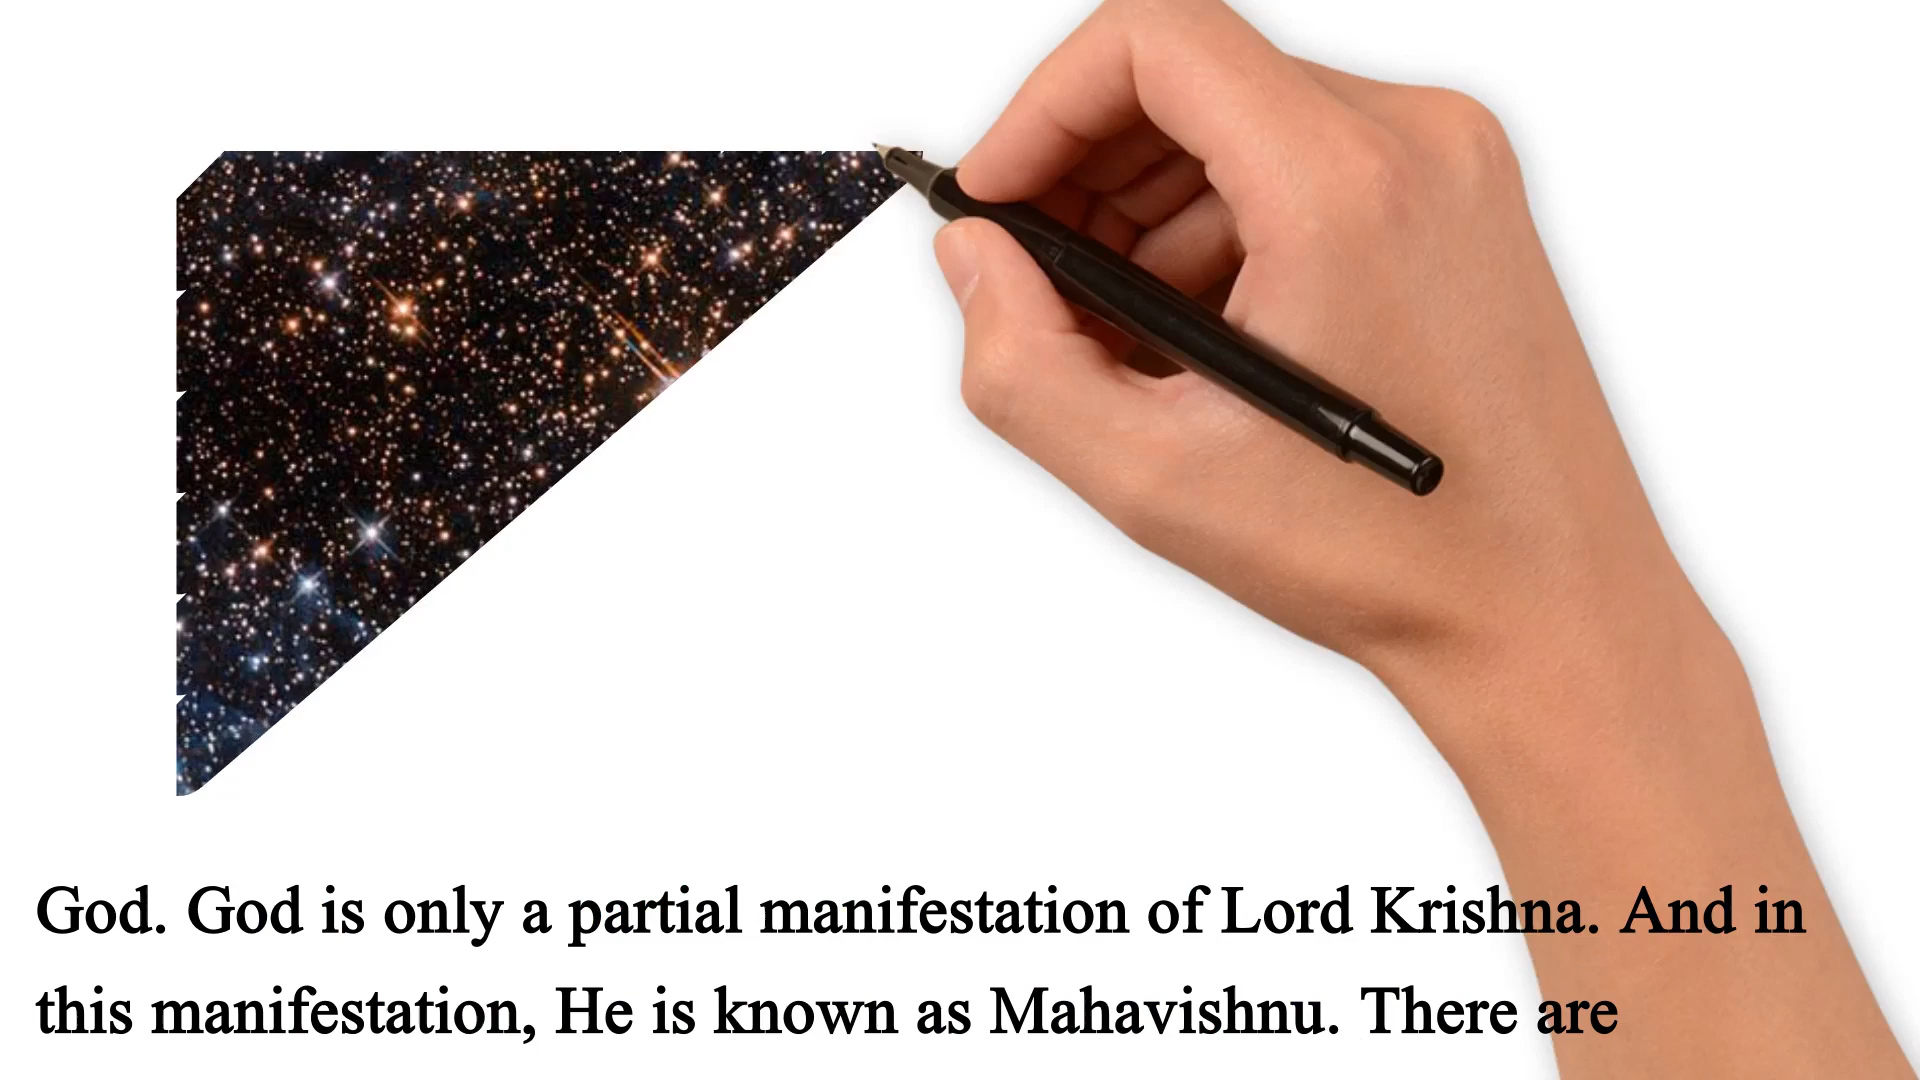 God. God is only a partial manifestation of Lord Krishna. And in
this manifestation, He is known as Mahavishnu. There are